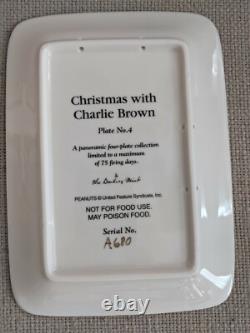 Christmas with
Charlie Brown
Plate No.4
A panoramic four-plate collection
limited to a maximum
of 75 firing days.
The Danbury Mint
PEANUTS © United Feature Syndicate, Inc.
NOT FOR FOOD USE.
MAY POISON FOOD.
Serial No.
A680
© thecollectibles